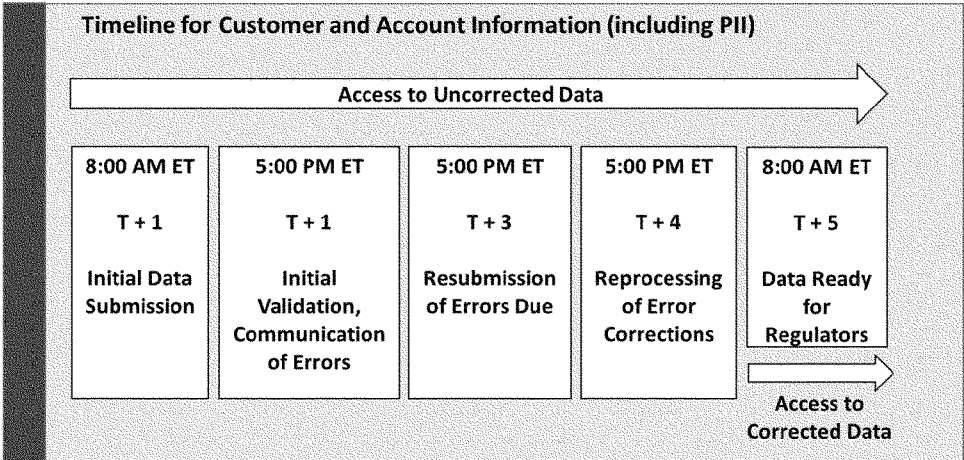 Timeline for Customer and Account Information (including PII)
Access to Uncorrected Data
8:00 AM ET
T + 1
Initial Data
Submission
5:00 PM ET
T + 1
Initial
Validation,
Communication
of Errors
5:00 PM ET
T + 3
Resubmission
of Errors Due
5:00 PM ET
T + 4
Reprocessing
of Error
Corrections
8:00 AM ET
T + 5
Data Ready
for
Regulators
Access to
Corrected Data